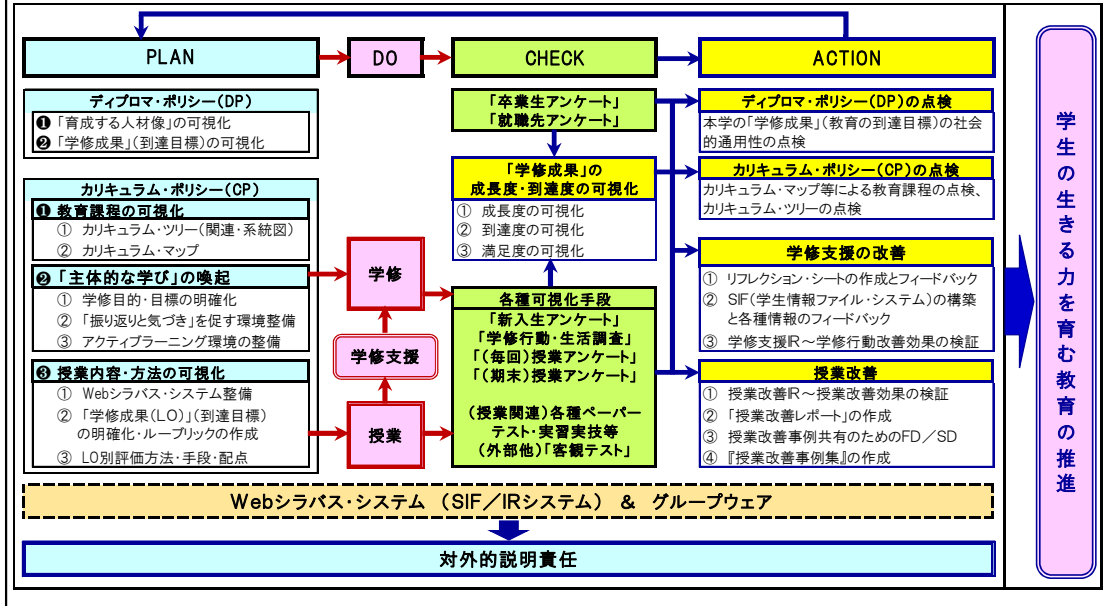 PLAN
DO
CHECK
ACTION
ディプロマ・ポリシー(DP)
❶「育成する人材像」の可視化
❷「学修成果」(到達目標)の可視化
カリキュラム・ポリシー(CP)
❶ 教育課程の可視化
① カリキュラム・ツリー(関連・系統図)
② カリキュラム・マップ
❷「主体的な学び」の喚起
① 学修目的・目標の明確化
②「振り返りと気づき」を促す環境整備
③ アクティブラーニング環境の整備
❸ 授業内容・方法の可視化
① Webシラバス・システム整備
②「学修成果(LO)」(到達目標)
の明確化・ルーブリックの作成
③ LO別評価方法・手段・配点
学修
学修支援
授業
「卒業生アンケート」
「就職先アンケート」
「学修成果」の
成長度・到達度の可視化
① 成長度の可視化
② 到達度の可視化
③ 満足度の可視化
各種可視化手段
「新入生アンケート」
「学修行動・生活調査」
「(毎回)授業アンケート」
「(期末)授業アンケート」
(授業関連)各種ペーパー
テスト・実習実技等
(外部他)「客観テスト」
ディプロマ・ポリシー(DP)の点検
本学の「学修成果」(教育の到達目標)の社会
的通用性の点検
カリキュラム・ポリシー(CP)の点検
カリキュラム・マップ等による教育課程の点検、
カリキュラム・ツリーの点検
学修支援の改善
① リフレクション・シートの作成とフィードバック
② SIF(学生情報ファイル・システム)の構築
と各種情報のフィードバック
③ 学修支援IR〜学修行動改善効果の検証
授業改善
① 授業改善IR〜授業改善効果の検証
②「授業改善レポート」の作成
③ 授業改善事例共有のためのFD/SD
④『授業改善事例集』の作成
Webシラバス・システム (SIF/IRシステム) & グループウェア
対外的説明責任
学生の生きる力を育む教育の推進